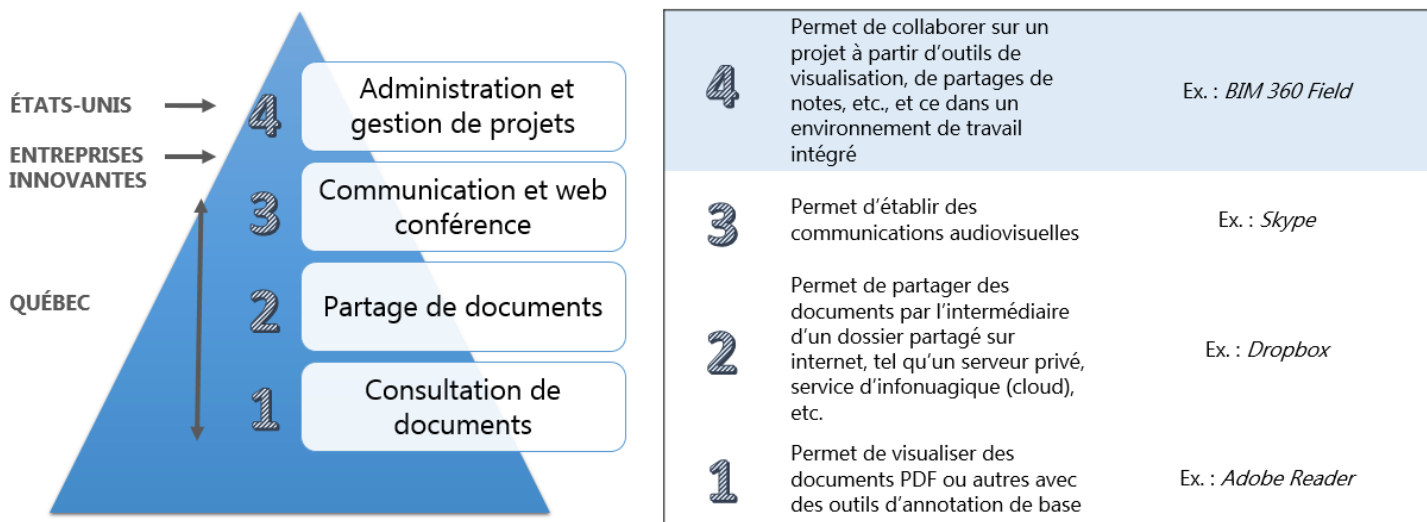 ÉTATS-UNIS
ENTREPRISES
INNOVANTES
QUÉBEC
4
Administration et
gestion de projets
3
Communication et web
conférence
2
Partage de documents
1
Consultation de
documents
4
Permet de collaborer sur un
projet à partir d’outils de
visualisation, de partages de
notes, etc., et ce dans un
environnement de travail
intégré
Ex. : BIM 360 Field
3
Permet d’établir des
communications audiovisuelles
Ex. : Skype
2
Permet de partager des
documents par l’intermédiaire
d’un dossier partagé sur
internet, tel qu’un serveur privé,
service d’infonuagique (cloud),
etc.
Ex. : Dropbox
1
Permet de visualiser des
documents PDF ou autres avec
des outils d’annotation de base
Ex. : Adobe Reader